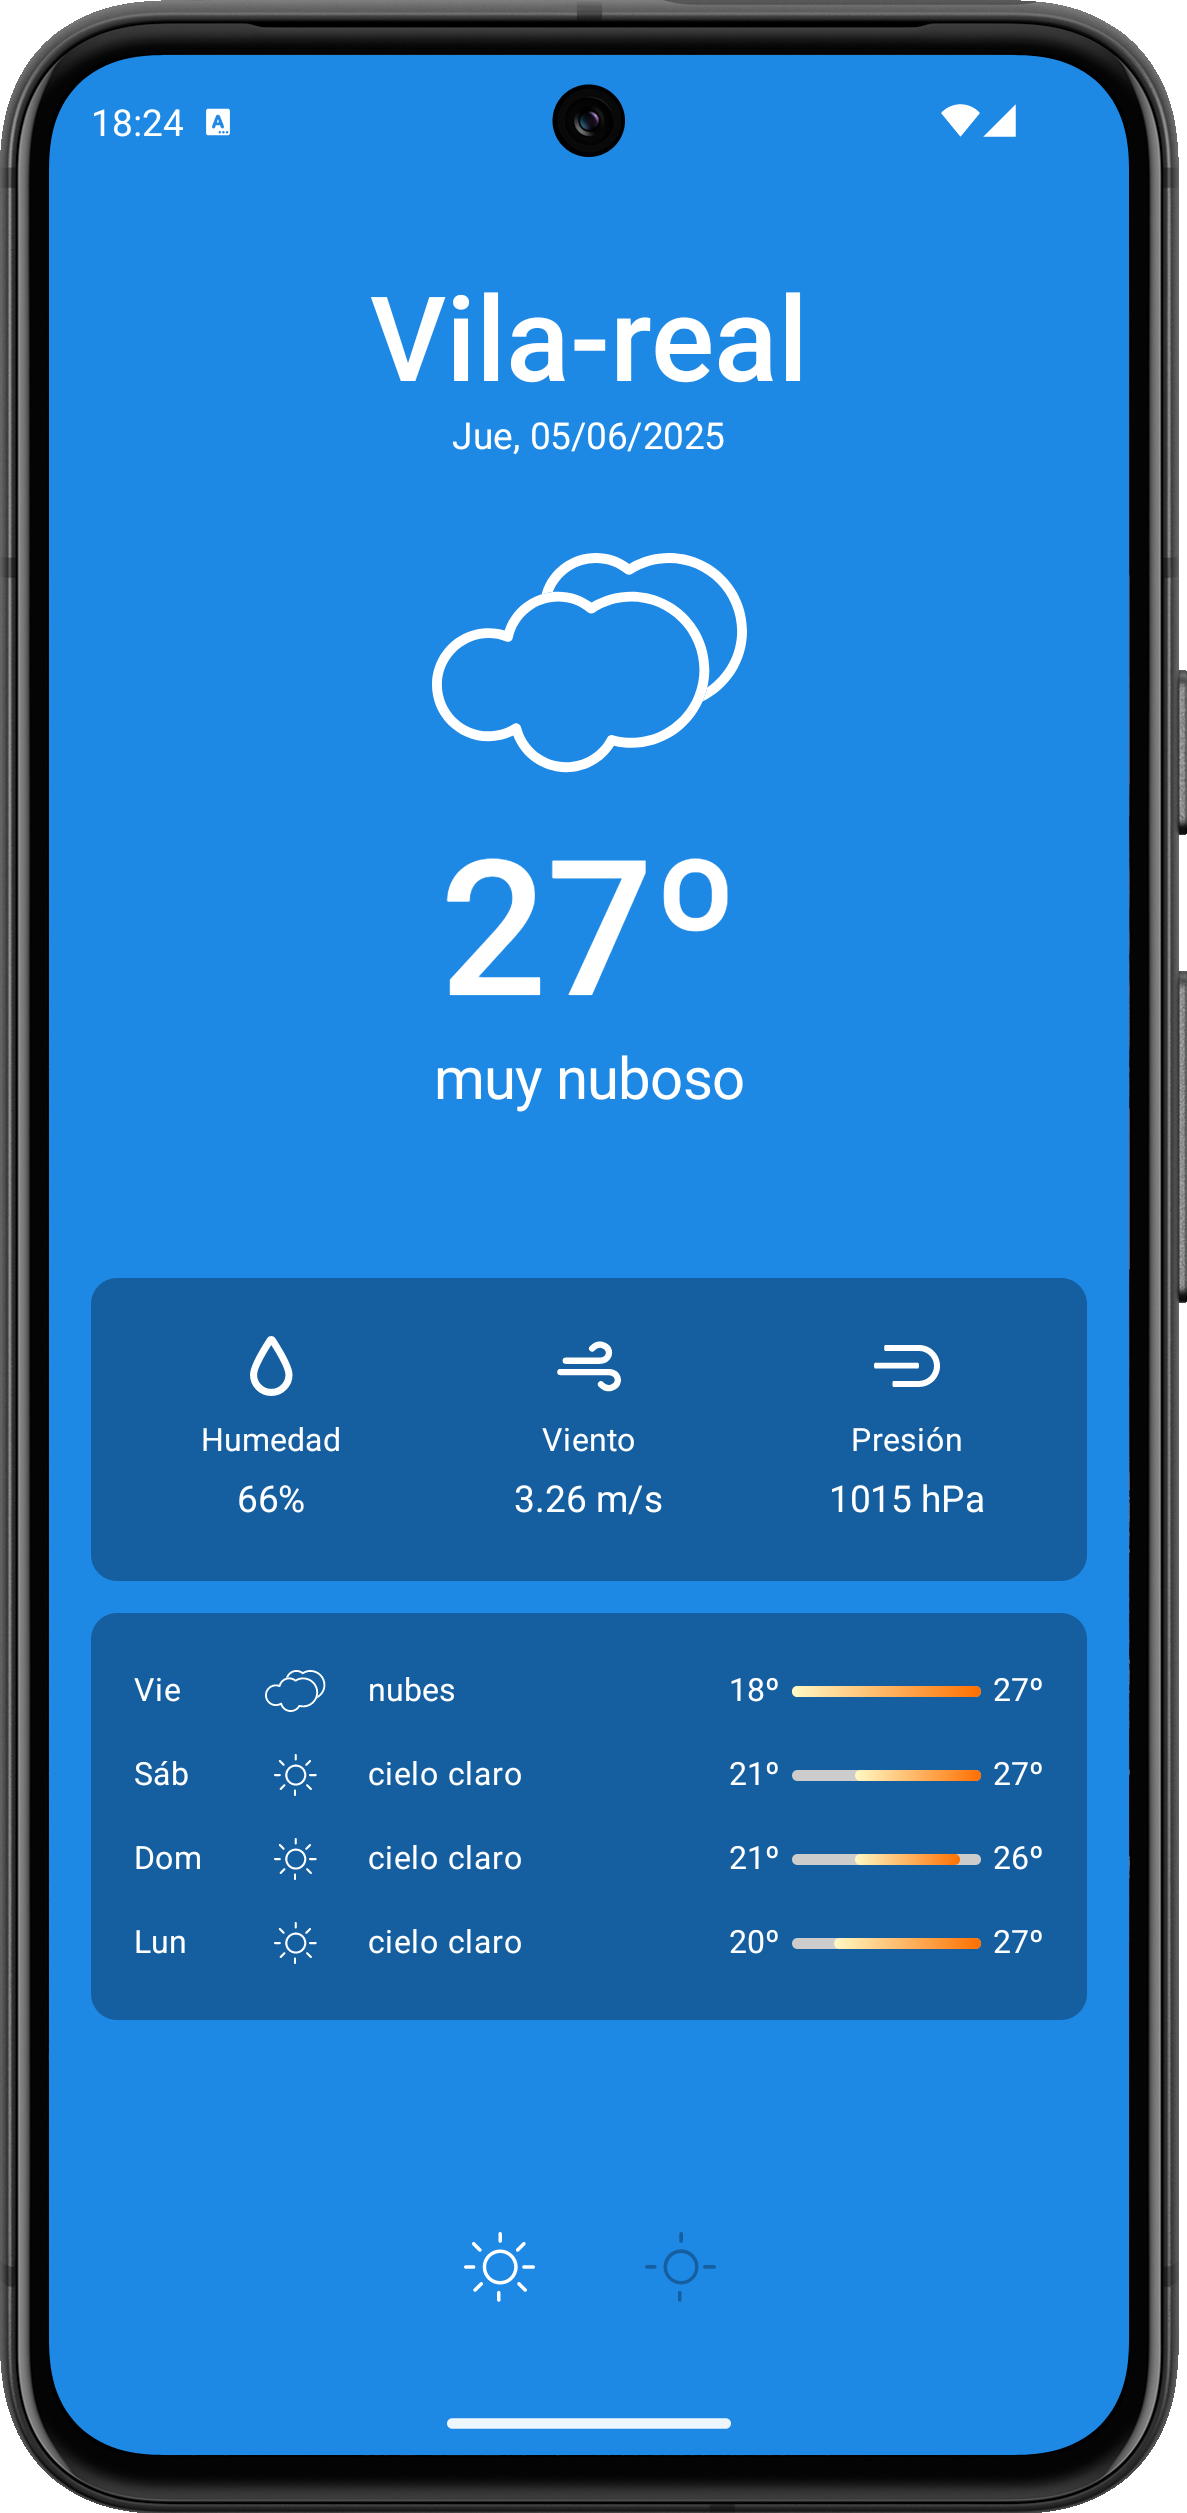 18:24
Vila-real
Jue, 05/06/2025
27º
muy nuboso
Humedad Viento Presión
66% 3.26 m/s 1015 hPa
Vie nubes 18º 27º
Sáb cielo claro 21º 27º
Dom cielo claro 21º 26º
Lun cielo claro 20º 27º